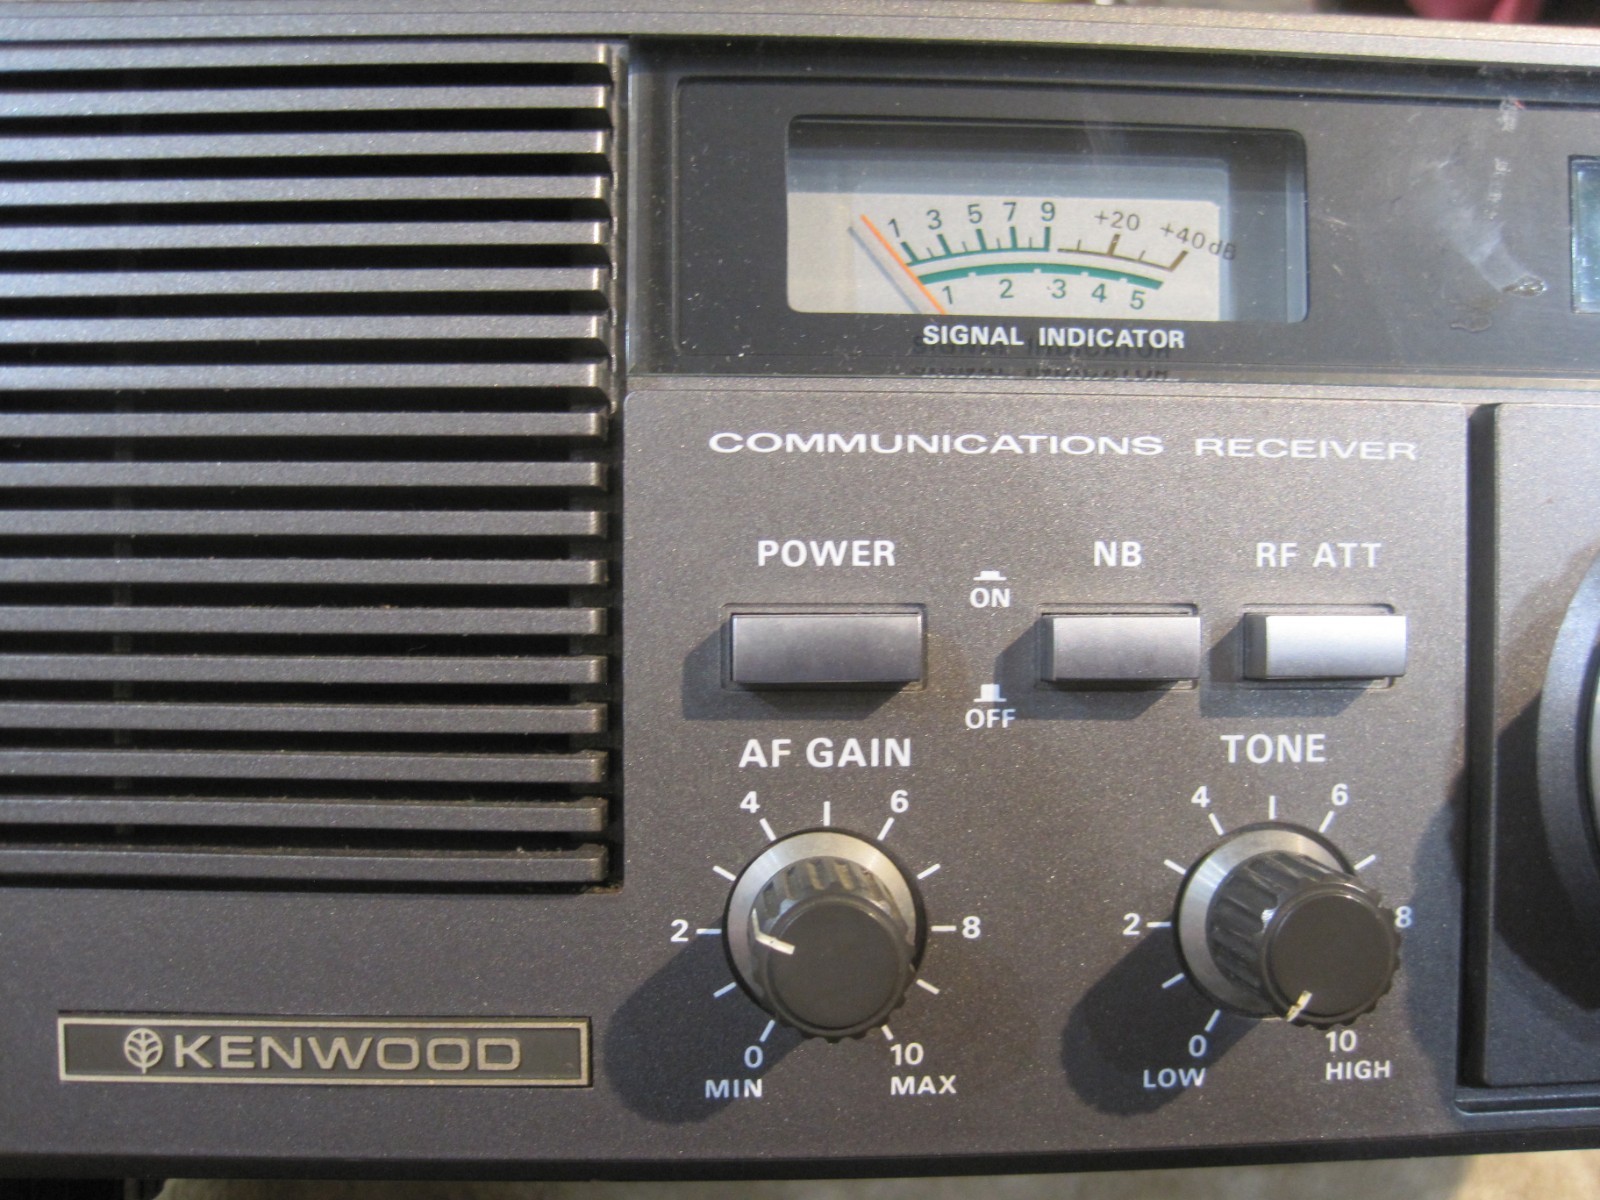 1 3 5 7 9 +20 +40dB
1 2 3 4 5
SIGNAL INDICATOR
COMMUNICATIONS RECEIVER
POWER
ON
OFF
NB
RF ATT
AF GAIN
4 6
2 8
0 10
MIN MAX
TONE
4 6
2 8
0 10
LOW HIGH
KENWOOD